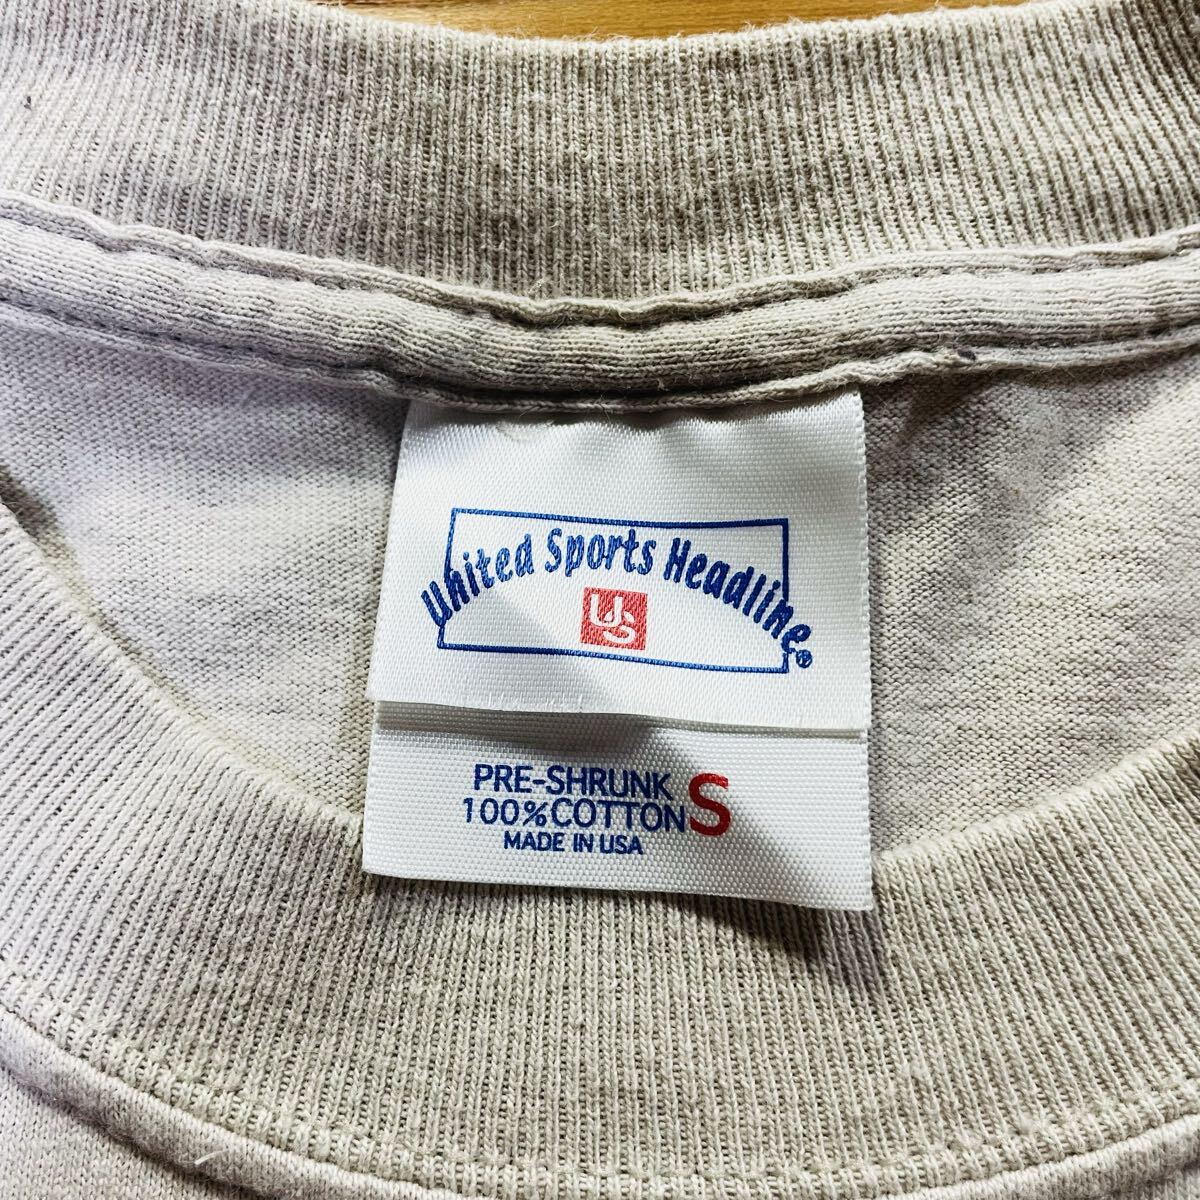 United Sports Headline®
US
PRE-SHRUNK
100%COTTON S
MADE IN USA